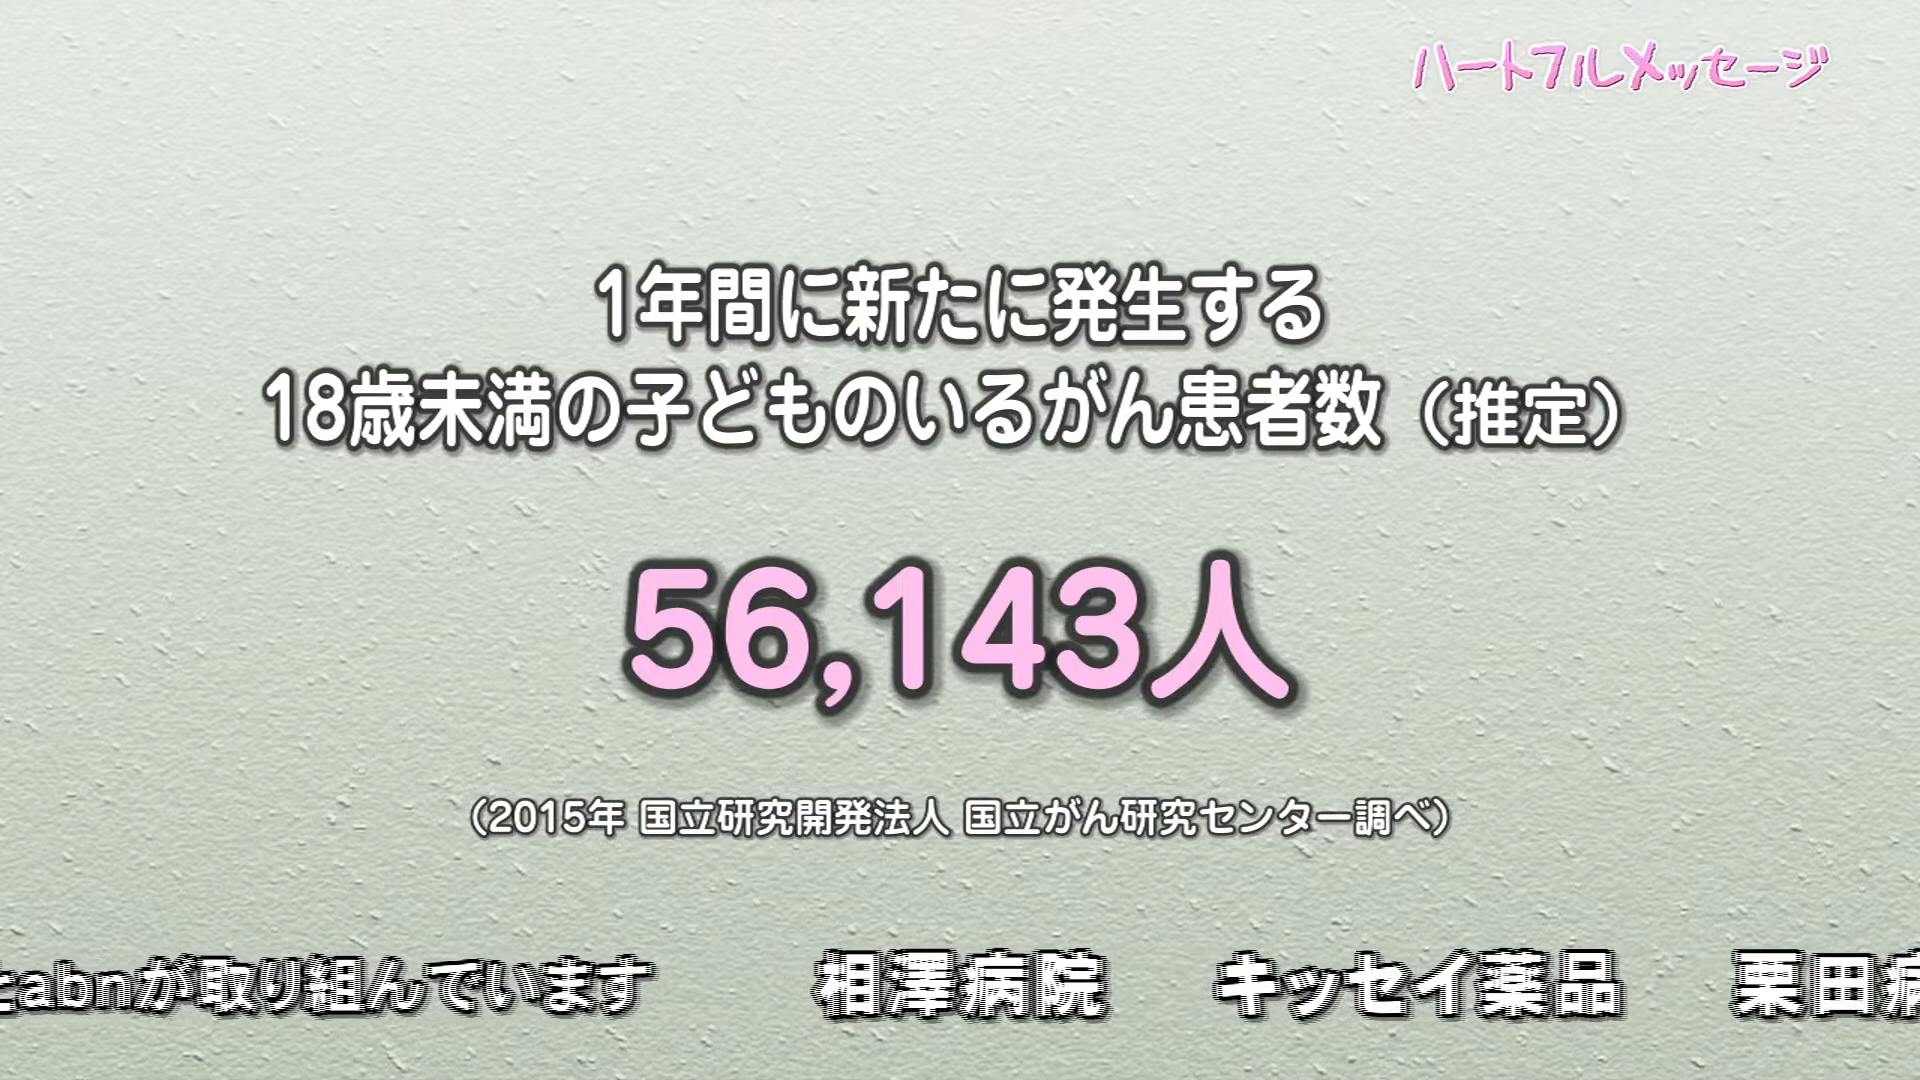 ハートフルメッセージ
1年間に新たに発生する
18歳未満の子どものいるがん患者数（推定）
56,143人
（2015年 国立研究開発法人 国立がん研究センター調べ）
abnが取り組んでいます 相澤病院 キッセイ薬品 栗田病